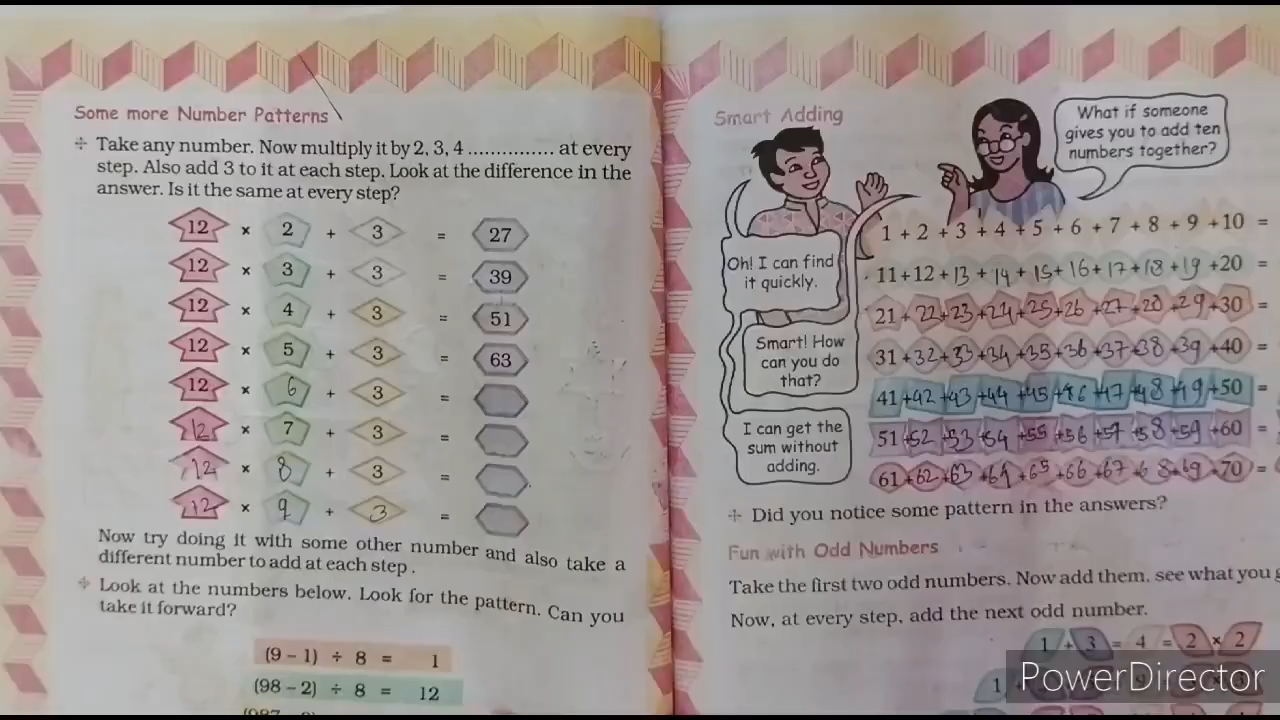 Some more Number Patterns
÷ Take any number. Now multiply it by 2, 3, 4 ............... at every
step. Also add 3 to it at each step. Look at the difference in the
answer. Is it the same at every step?
12 × 2 + 3 = 27
12 × 3 + 3 = 39
12 × 4 + 3 = 51
12 × 5 + 3 = 63
12 × 6 + 3 =
12 × 7 + 3 =
12 × 8 + 3 =
12 × 9 + 3 =
Now try doing it with some other number and also take a
different number to add at each step.
÷ Look at the numbers below. Look for the pattern. Can you
take it forward?
(9 – 1) ÷ 8 = 1
(98 – 2) ÷ 8 = 12
Smart Adding
What if someone
gives you to add ten
numbers together?
Oh! I can find
it quickly.
Smart! How
can you do
that?
I can get the
sum without
adding.
1 + 2 + 3 + 4 + 5 + 6 + 7 + 8 + 9 +10 =
11+12 +13 +14 + 15+ 16+17+18 +19 +20 =
21+ 22+23 +24 +25+26 +27+20 +29+30 =
31 +32 +33 +34 +35+36 +37+38 +39 +40 =
41 +42 +43 +44 +45 +46 +47 +48 +49 +50 =
51 +52 +53 +54 +55 +56 +57 +58 +59 +60 =
61+62 +63 +64 +65 +66 +67+68+69 +70 =
÷ Did you notice some pattern in the answers?
Fun with Odd Numbers
Take the first two odd numbers. Now add them, see what you
Now, at every step, add the next odd number.
1 + 3 = 4 = 2 × 2
1
PowerDirector